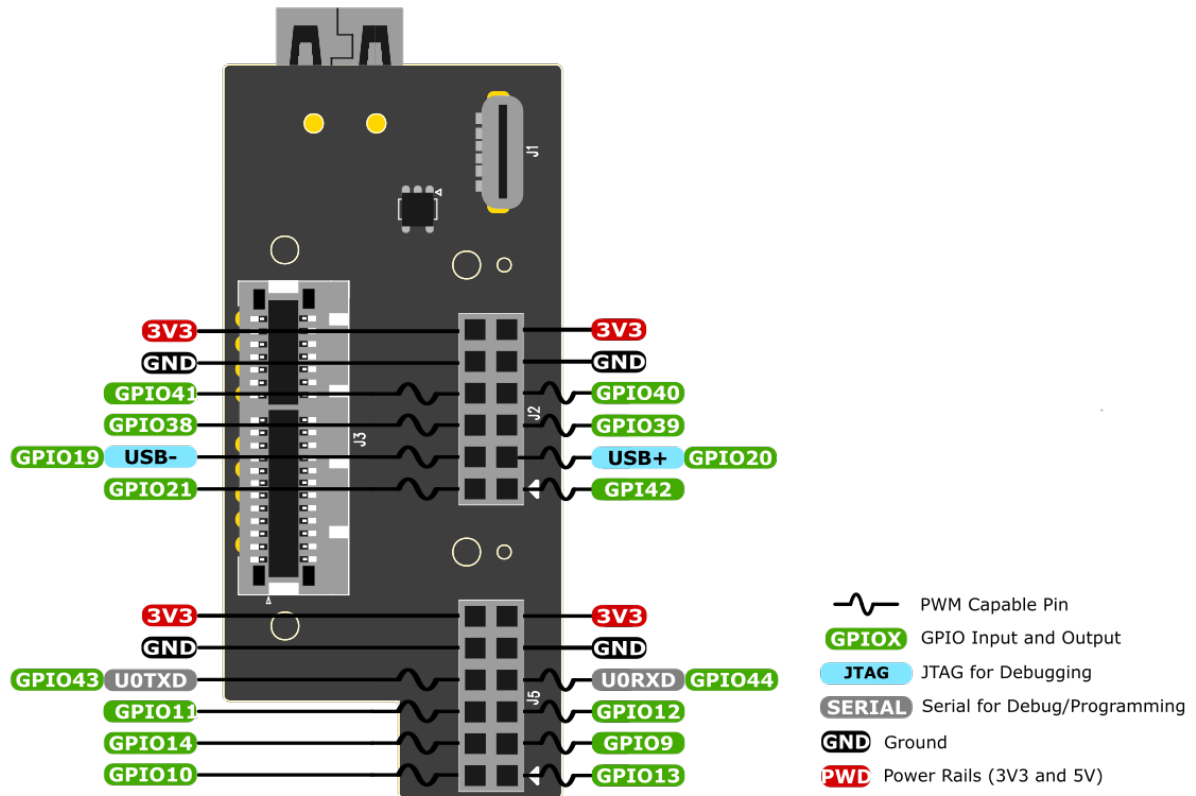 J1
3V3 3V3
GND GND
GPIO41 GPIO40
J2
GPIO38 GPIO39
J3
GPIO19 USB- USB+ GPIO20
GPIO21 GPI42
3V3 3V3
GND GND
GPIO43 U0TXD U0RXD GPIO44
J5
GPIO11 GPIO12
GPIO14 GPIO9
GPIO10 GPIO13
PWM Capable Pin
GPIOX GPIO Input and Output
JTAG JTAG for Debugging
SERIAL Serial for Debug/Programming
GND Ground
PWD Power Rails (3V3 and 5V)